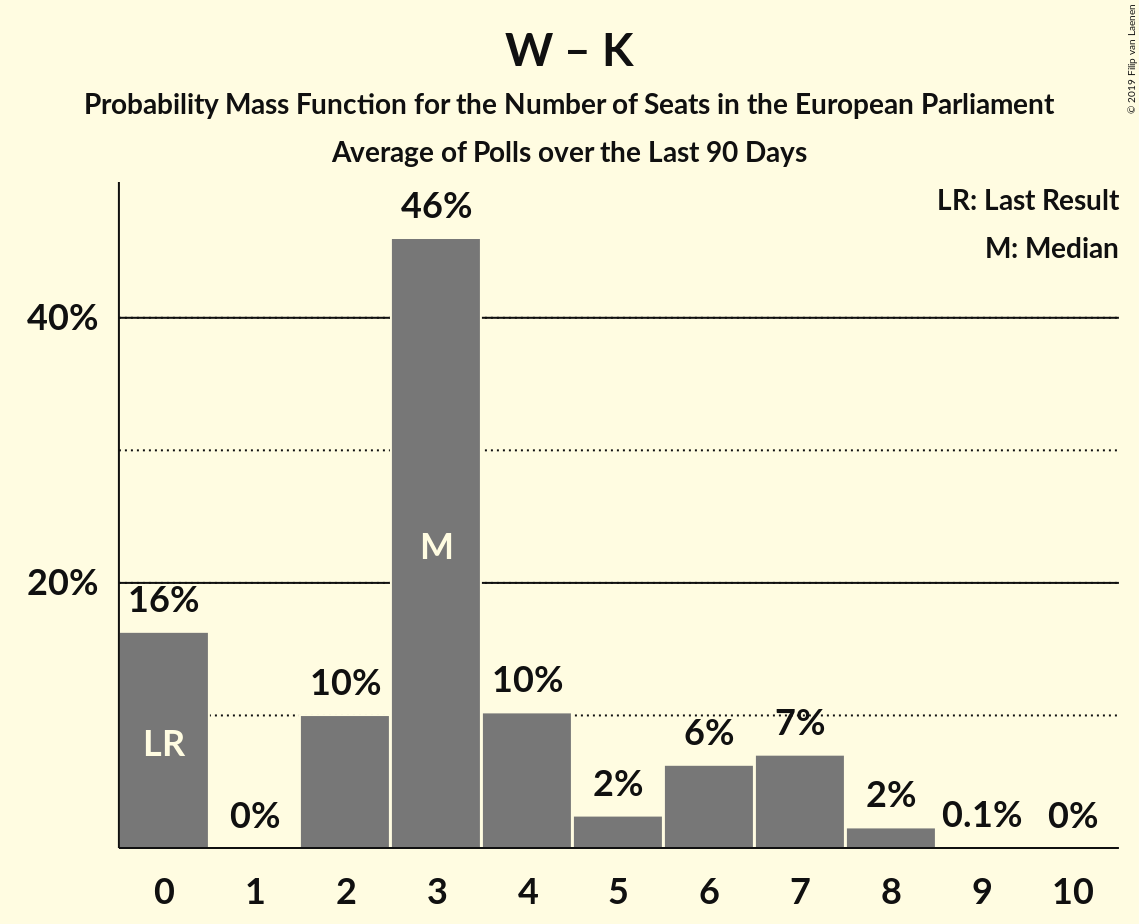 W – K
Probability Mass Function for the Number of Seats in the European Parliament
Average of Polls over the Last 90 Days
© 2019 Filip van Laenen
LR: Last Result
M: Median
46%
40%
M
20%
16%
10%
10%
LR
0%
2%
6%
7%
2%
0.1%
0%
0 1 2 3 4 5 6 7 8 9 10